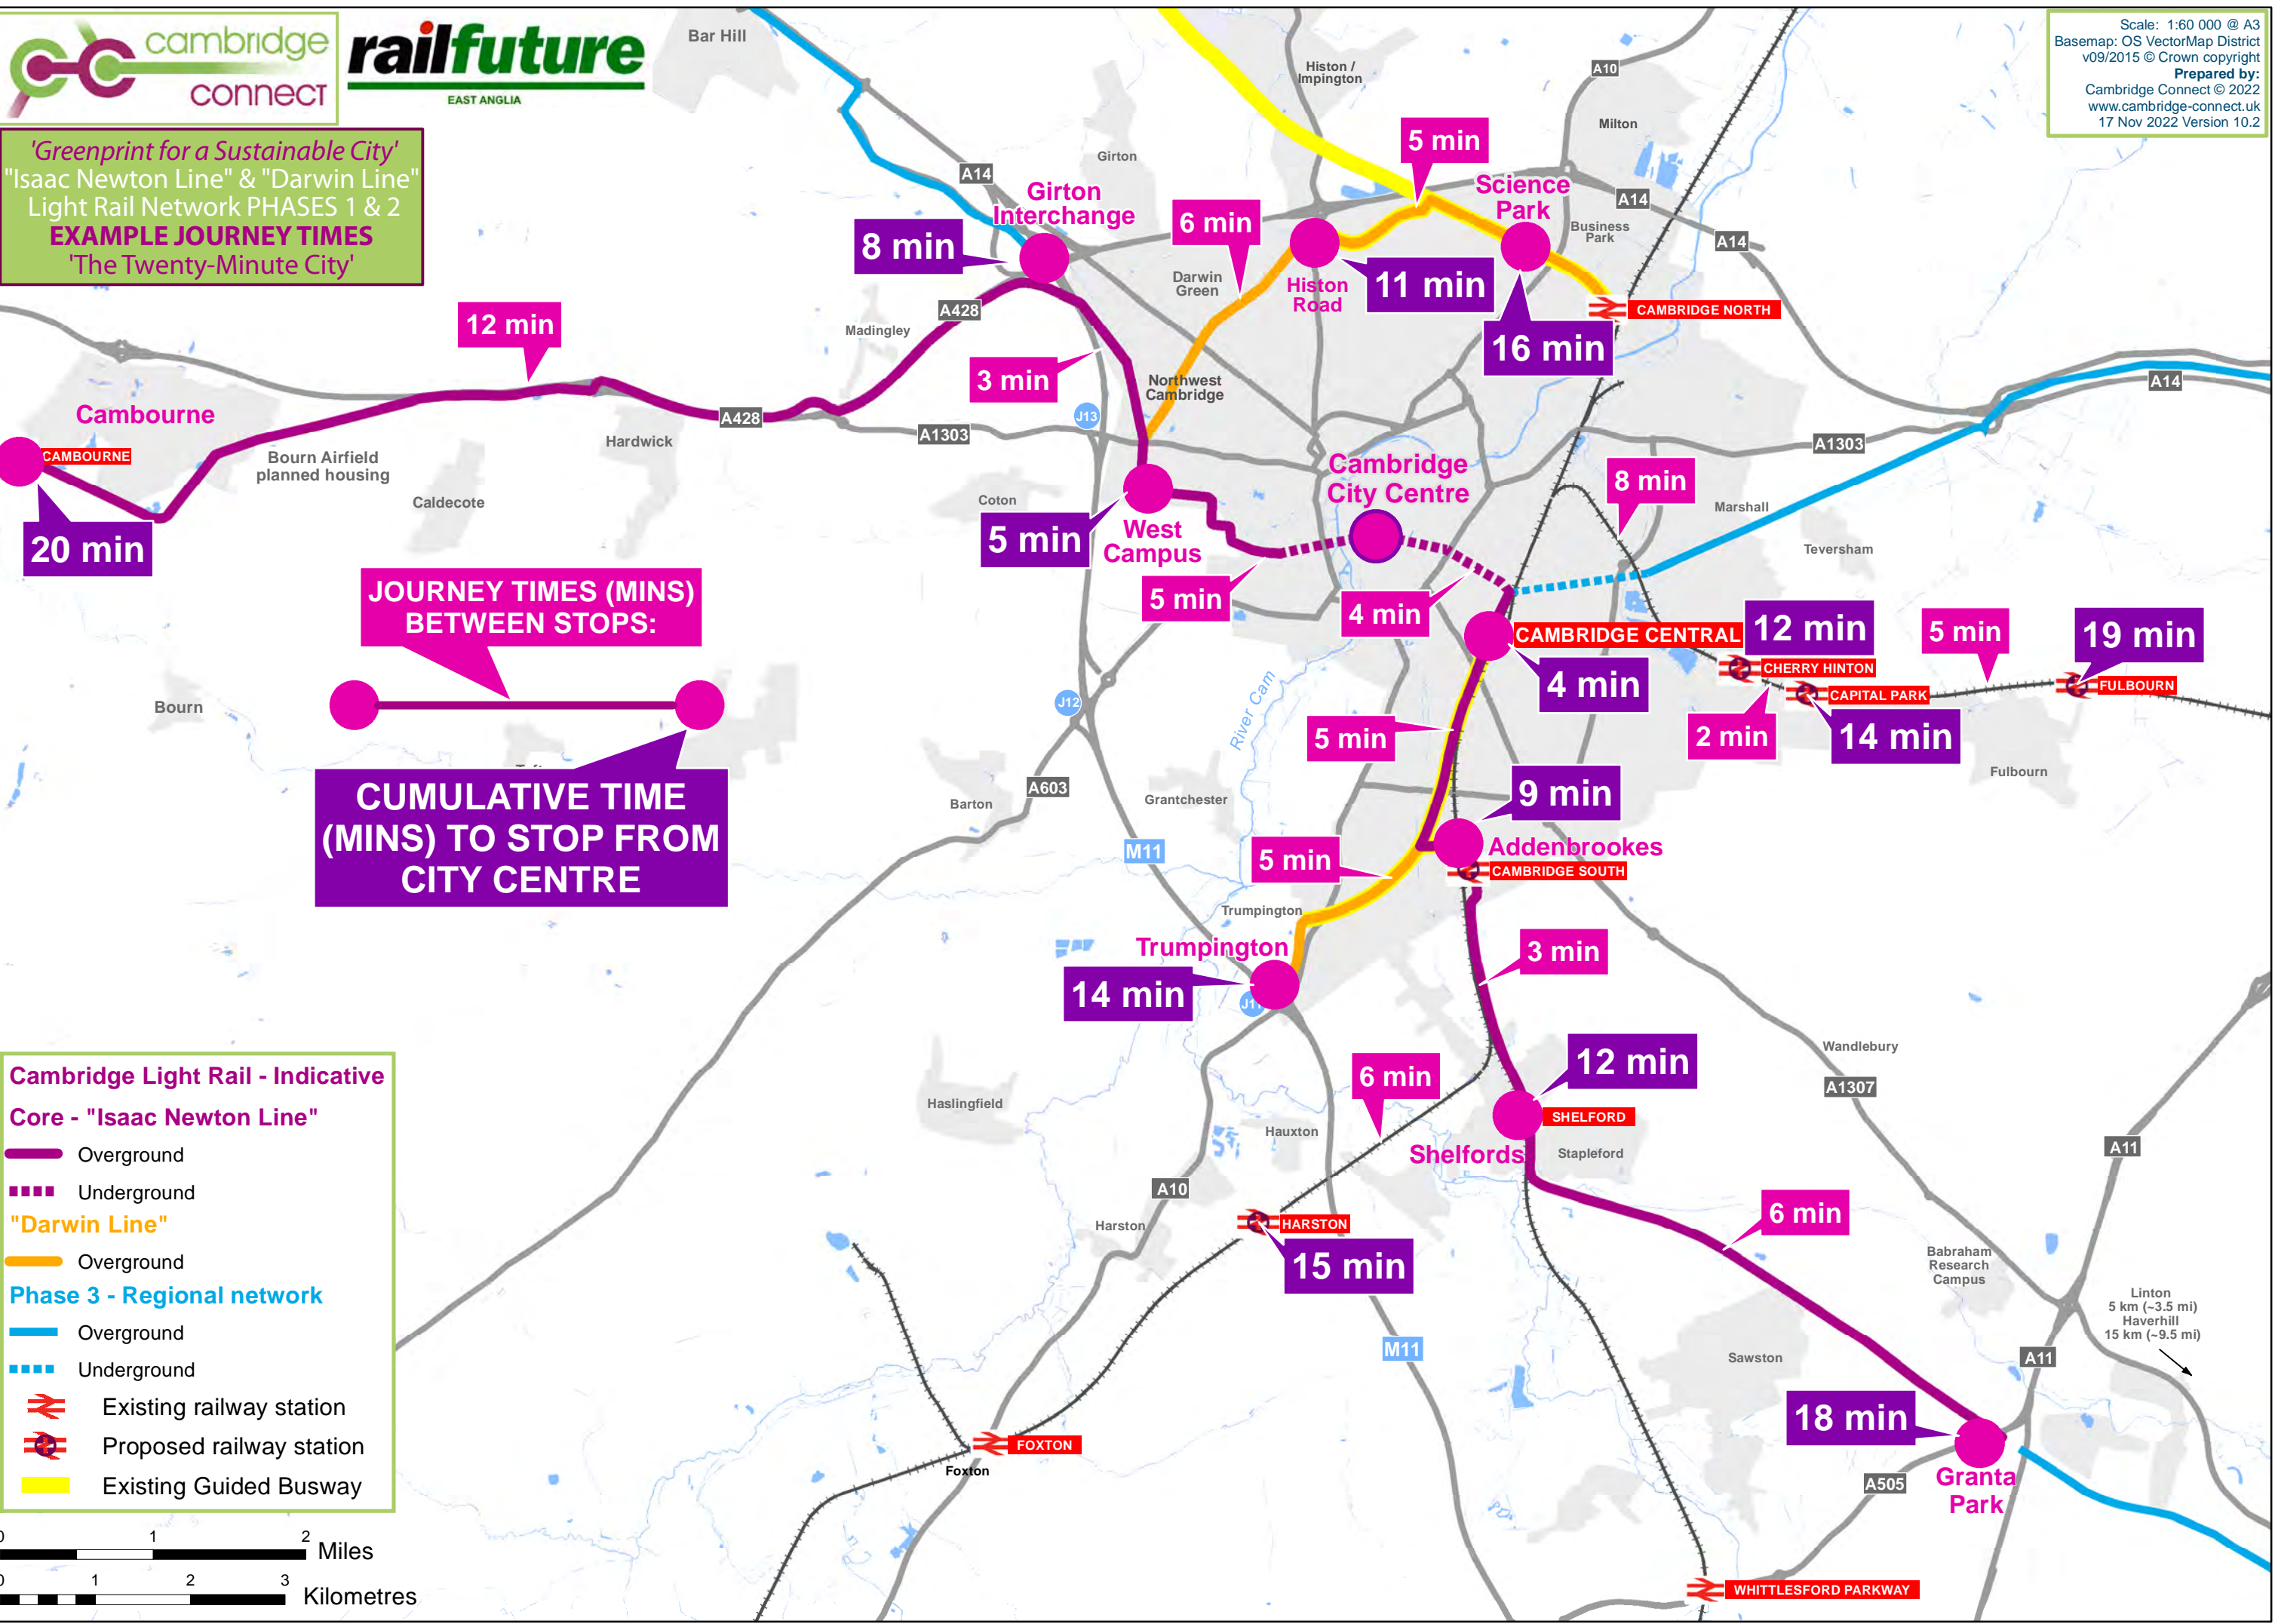 cambridge
connect
railfuture
EAST ANGLIA
'Greenprint for a Sustainable City'
"Isaac Newton Line" & "Darwin Line"
Light Rail Network PHASES 1 & 2
EXAMPLE JOURNEY TIMES
'The Twenty-Minute City'
Scale: 1:60 000 @ A3
Basemap: OS VectorMap District
v09/2015 © Crown copyright
Prepared by:
Cambridge Connect © 2022
www.cambridge-connect.uk
17 Nov 2022 Version 10.2
Bar Hill
Histon /
Impington
A10
Milton
5 min
Girton
A14
Girton
Interchange
Science
Park
A14
6 min
Business
Park
A14
8 min
Darwin
Green
Histon
Road
11 min
CAMBRIDGE NORTH
16 min
A428
Madingley
12 min
3 min
Northwest
Cambridge
A14
Cambourne
CAMBOURNE
A428
J13
A1303
A1303
Bourn Airfield
planned housing
Hardwick
Caldecote
Cambridge
City Centre
8 min
Coton
Marshall
20 min
5 min
West
Campus
Teversham
5 min
4 min
JOURNEY TIMES (MINS)
BETWEEN STOPS:
CAMBRIDGE CENTRAL
12 min
5 min
19 min
CHERRY HINTON
4 min
CAPITAL PARK
FULBOURN
Bourn
J12
River Cam
5 min
2 min
14 min
Fulbourn
CUMULATIVE TIME
(MINS) TO STOP FROM
CITY CENTRE
A603
Barton
Grantchester
9 min
M11
5 min
Addenbrookes
CAMBRIDGE SOUTH
Trumpington
Trumpington
3 min
14 min
Wandlebury
12 min
6 min
A1307
Haslingfield
Hauxton
SHELFORD
Shelfords
Stapleford
A11
A10
6 min
Harston
HARSTON
15 min
Babraham
Research
Campus
Linton
5 km (~3.5 mi)
Haverhill
15 km (~9.5 mi)
M11
Sawston
A11
18 min
FOXTON
Foxton
A505
Granta
Park
WHITTLESFORD PARKWAY
Cambridge Light Rail - Indicative
Core - "Isaac Newton Line"
Overground
Underground
"Darwin Line"
Overground
Phase 3 - Regional network
Overground
Underground
Existing railway station
Proposed railway station
Existing Guided Busway
0 1 2
Miles
0 1 2 3
Kilometres